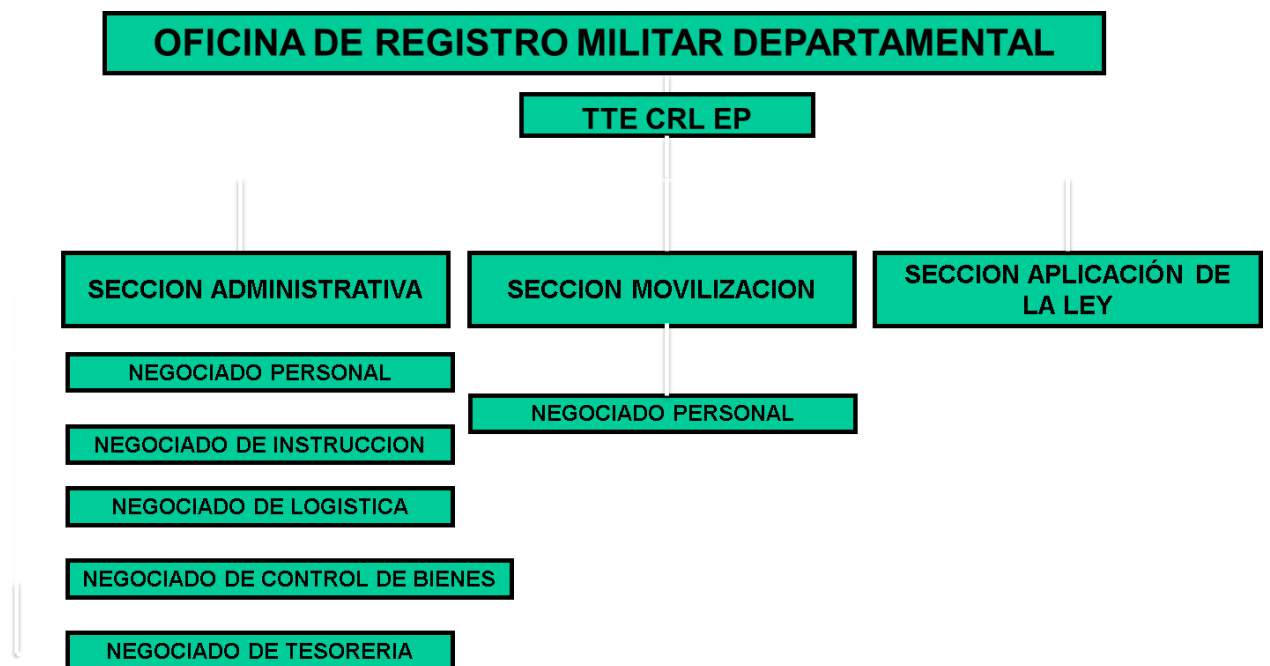 OFICINA DE REGISTRO MILITAR DEPARTAMENTAL
TTE CRL EP
SECCION ADMINISTRATIVA
NEGOCIADO PERSONAL
NEGOCIADO DE INSTRUCCION
NEGOCIADO DE LOGISTICA
NEGOCIADO DE CONTROL DE BIENES
NEGOCIADO DE TESORERIA
SECCION MOVILIZACION
NEGOCIADO PERSONAL
SECCION APLICACIÓN DE
LA LEY